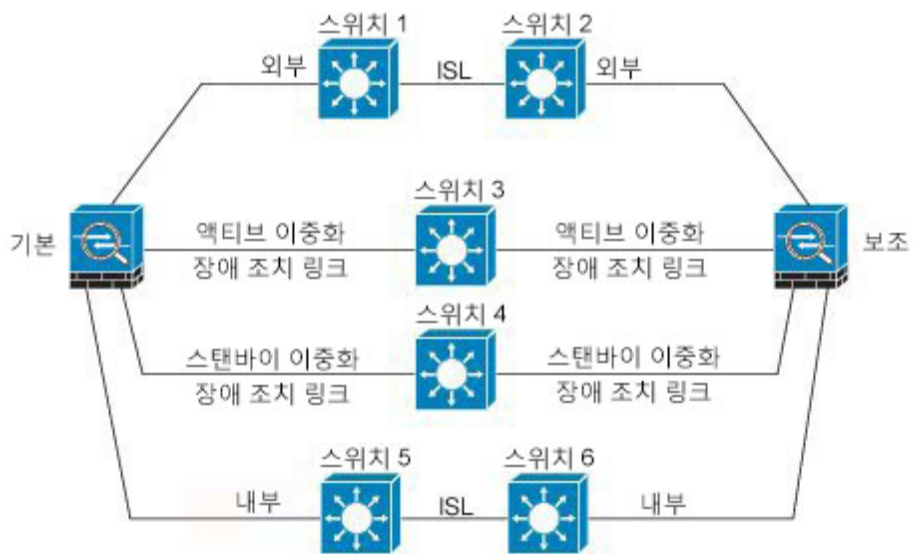 스위치 1
스위치 2
외부
ISL
외부
스위치 3
기본
액티브 이중화
장애 조치 링크
액티브 이중화
장애 조치 링크
보조
스위치 4
스탠바이 이중화
장애 조치 링크
스탠바이 이중화
장애 조치 링크
스위치 5
스위치 6
내부
ISL
내부